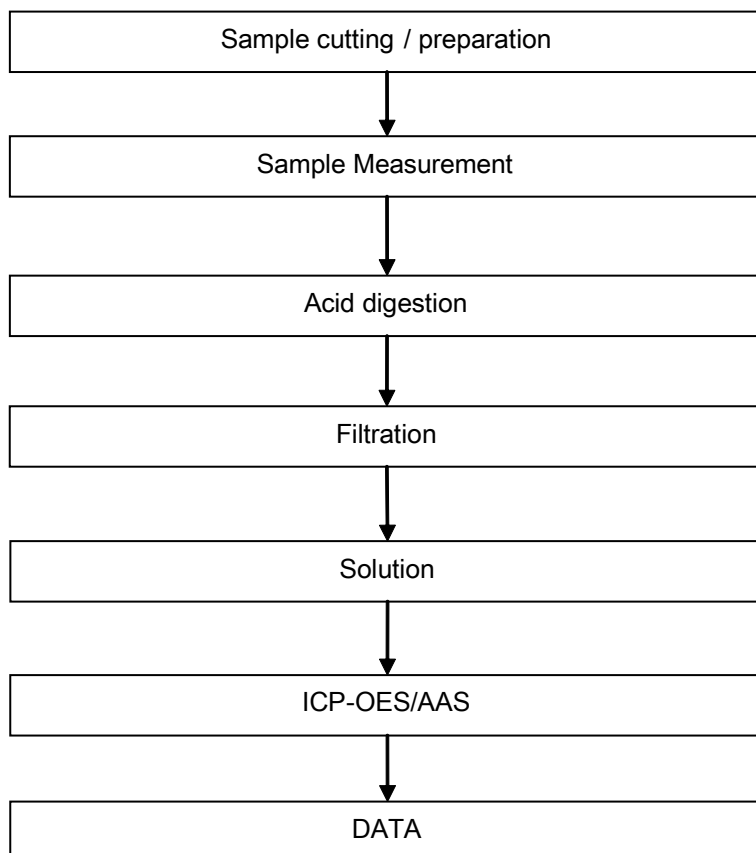 Sample cutting / preparation
Sample Measurement
Acid digestion
Filtration
Solution
ICP-OES/AAS
DATA